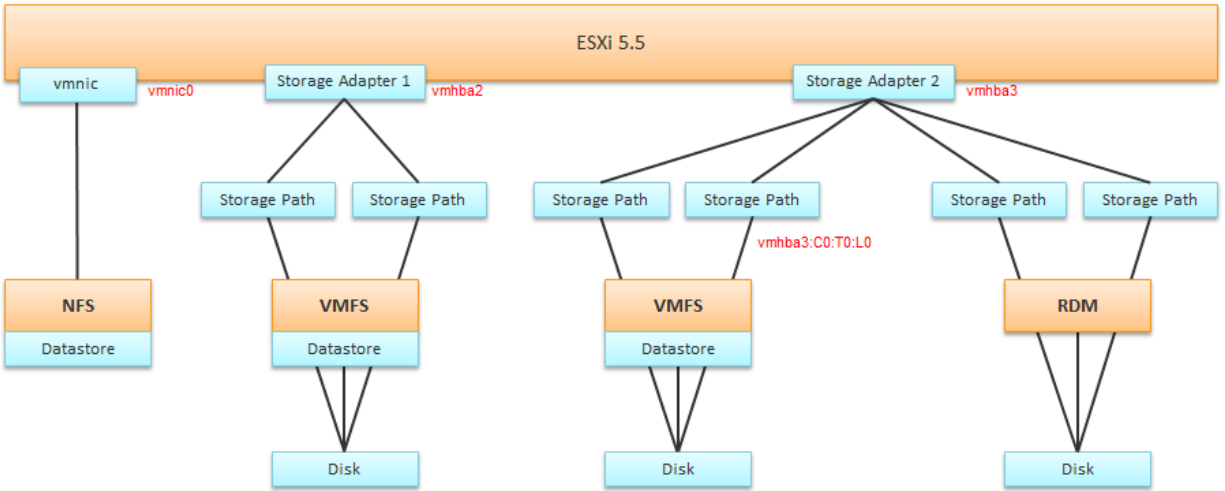 ESXi 5.5
vmnic
vmnic0
Storage Adapter 1
vmhba2
Storage Adapter 2
vmhba3
Storage Path
Storage Path
Storage Path
Storage Path
Storage Path
Storage Path
vmhba3:C0:T0:L0
NFS
VMFS
VMFS
RDM
Datastore
Datastore
Datastore
Disk
Disk
Disk